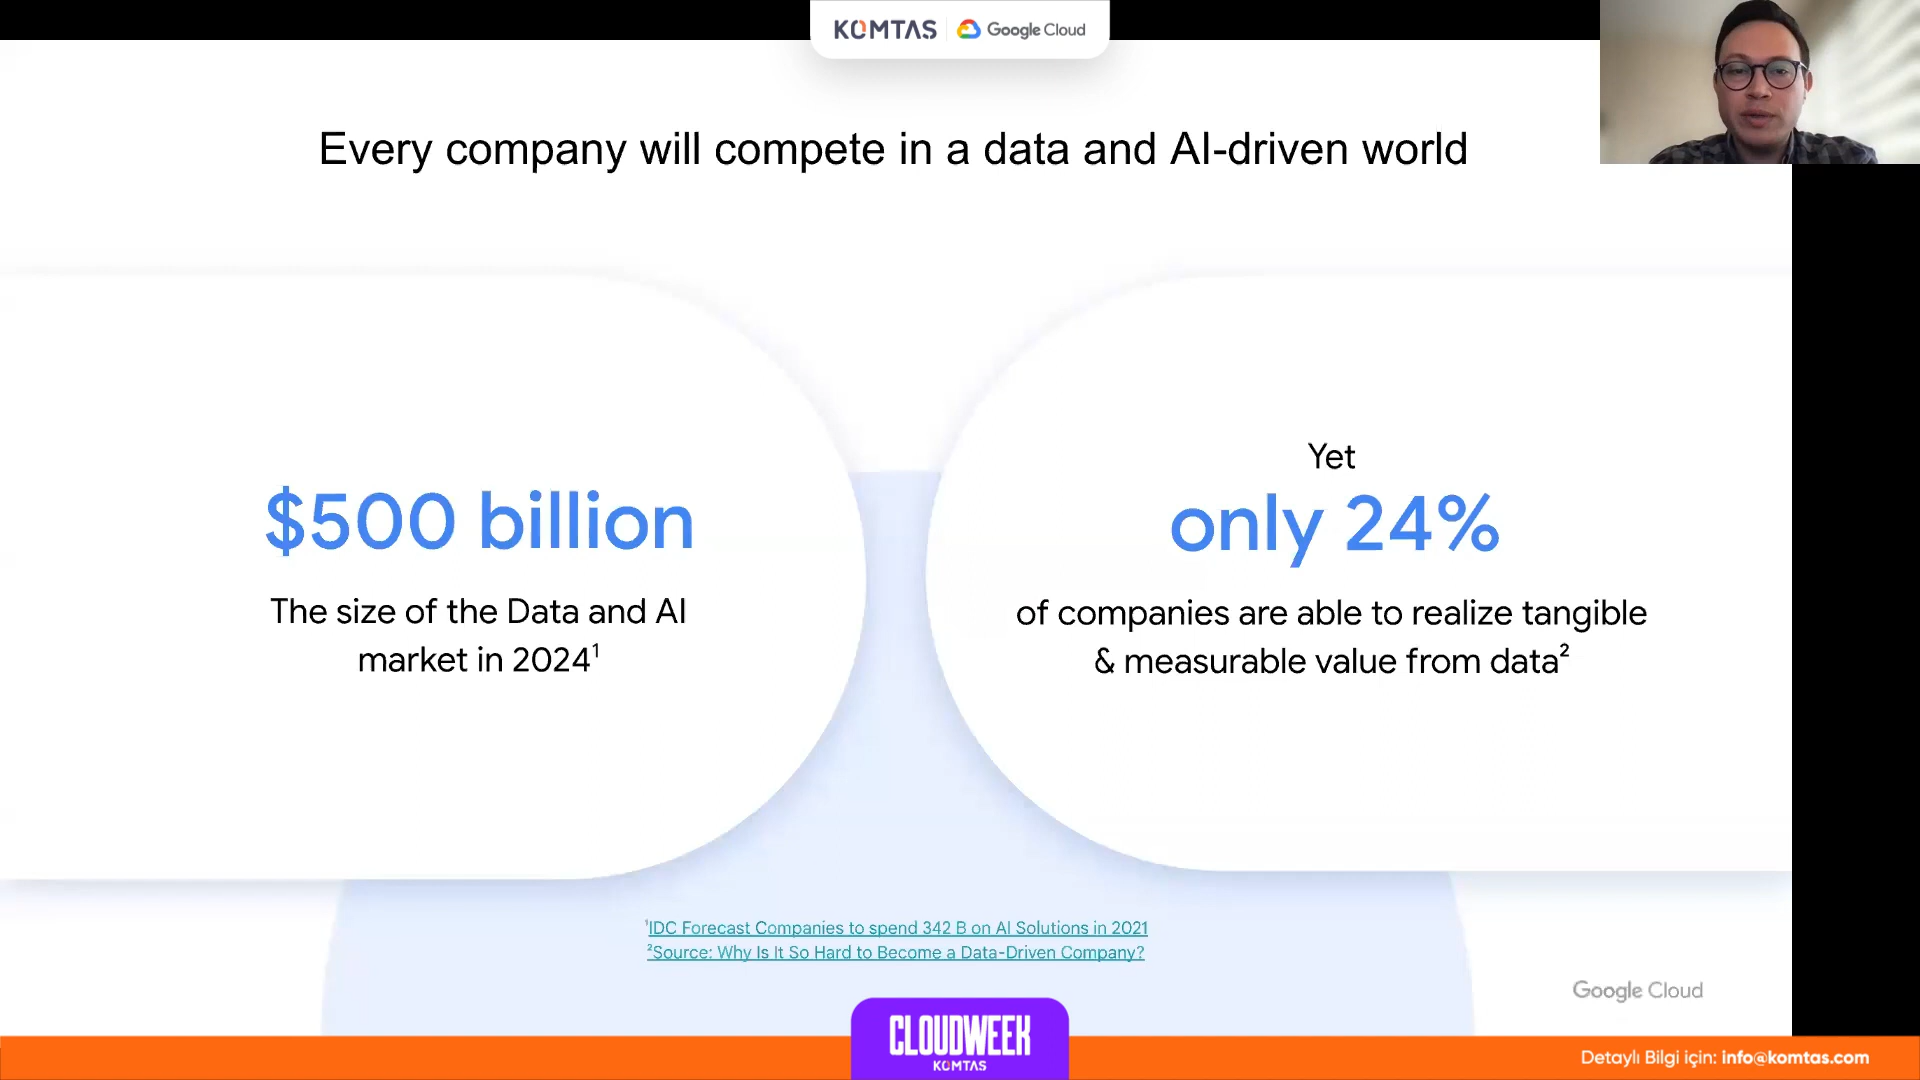 KOMTAS Google Cloud
Every company will compete in a data and AI-driven world
$500 billion
The size of the Data and AI
market in 2024¹
Yet
only 24%
of companies are able to realize tangible
& measurable value from data²
¹IDC Forecast Companies to spend 342 B on AI Solutions in 2021
²Source: Why Is It So Hard to Become a Data-Driven Company?
Google Cloud
CLOUDWEEK
KOMTAS
Detaylı Bilgi için: info@komtas.com